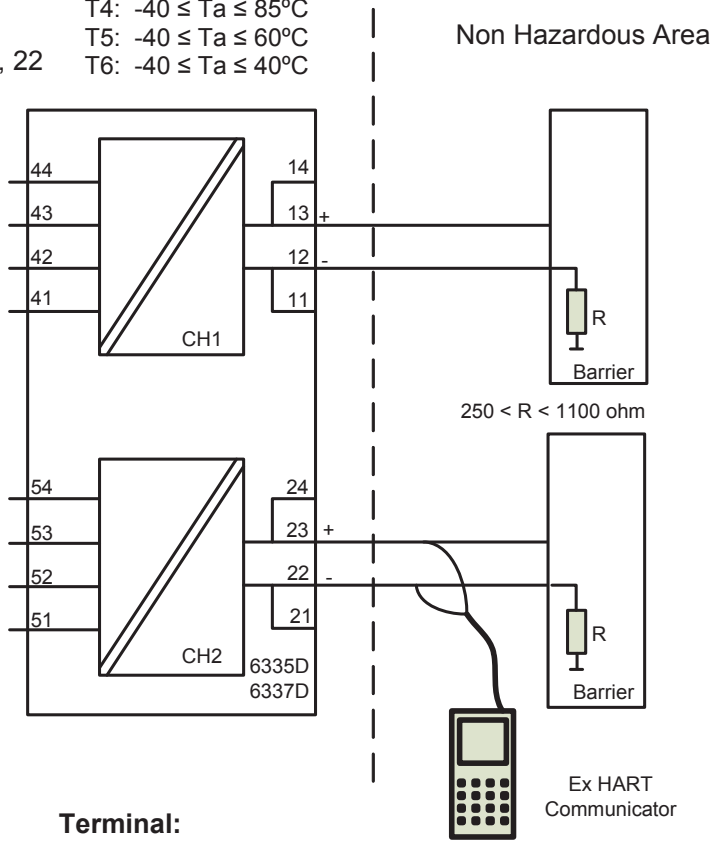 T4: -40 ≤ Ta ≤ 85ºC
T5: -40 ≤ Ta ≤ 60ºC
, 22 T6: -40 ≤ Ta ≤ 40ºC
Non Hazardous Area
44 14
43 13 +
42 12 -
41 11
CH1
R
Barrier
250 < R < 1100 ohm
54 24
53 23 +
52 22 -
51 21
CH2
6335D
6337D
R
Barrier
Ex HART
Communicator
Terminal: